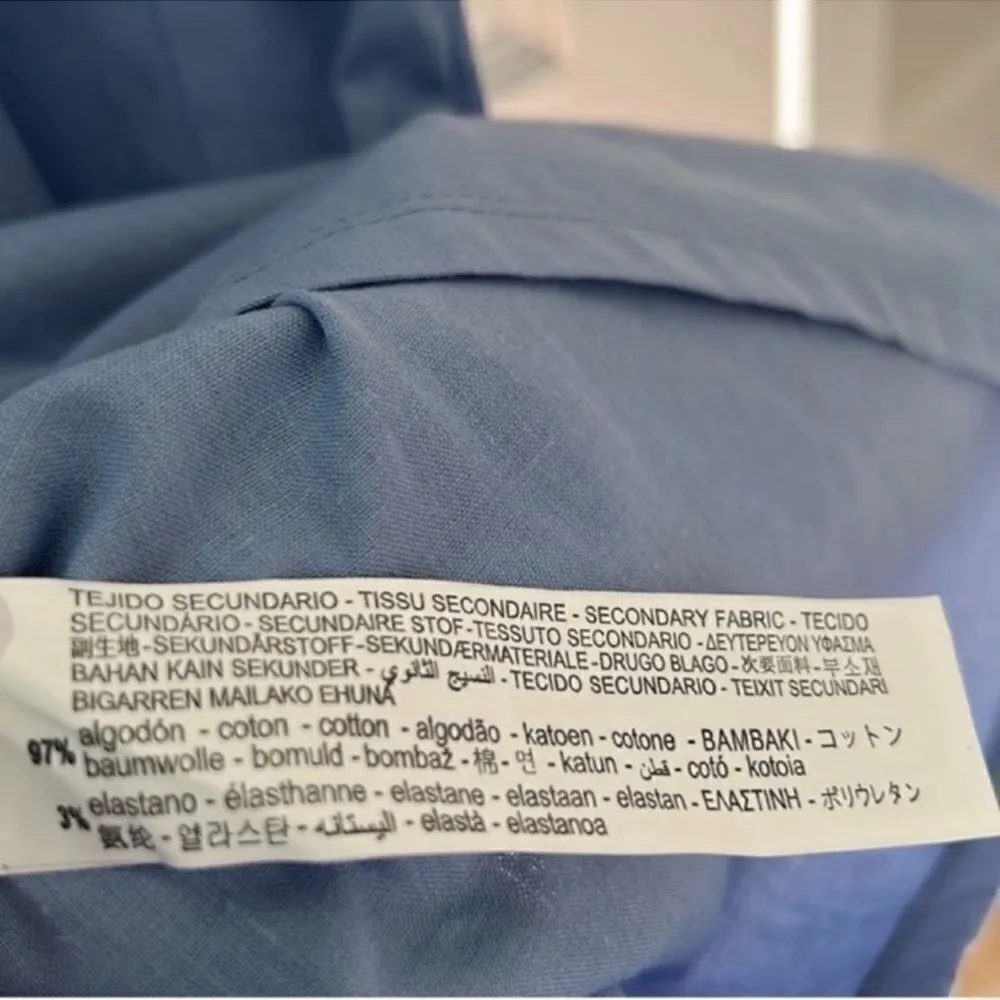 TEJIDO SECUNDARIO - TISSU SECONDAIRE - SECONDARY FABRIC - TECIDO
SECUNDÁRIO - SECUNDAIRE STOF-TESSUTO SECONDARIO - ΔΕΥΤΕΡΕΥΟΝ ΥΦΑΣΜΑ
副生地-SEKUNDÄRSTOFF-SEKUNDÆRMATERIALE-DRUGO BLAGO-次要面料-부소재
BAHAN KAIN SEKUNDER - النسيج الثانوي - TECIDO SECUNDARIO - TEIXIT SECUNDARI
BIGARREN MAILAKO EHUNA
97% algodón - coton - cotton - algodão - katoen - cotone - BAMBAKI - コットン
baumwolle - bomuld - bombaž - 棉 - 면 - katun - قطن - cotó - kotoia
3% elastano - élasthanne - elastane - elastaan - elastan - ΕΛΑΣΤΙΝΗ - ポリウレタン
氨纶 - 엘라스탄 - اليستانه - elastà - elastanoa